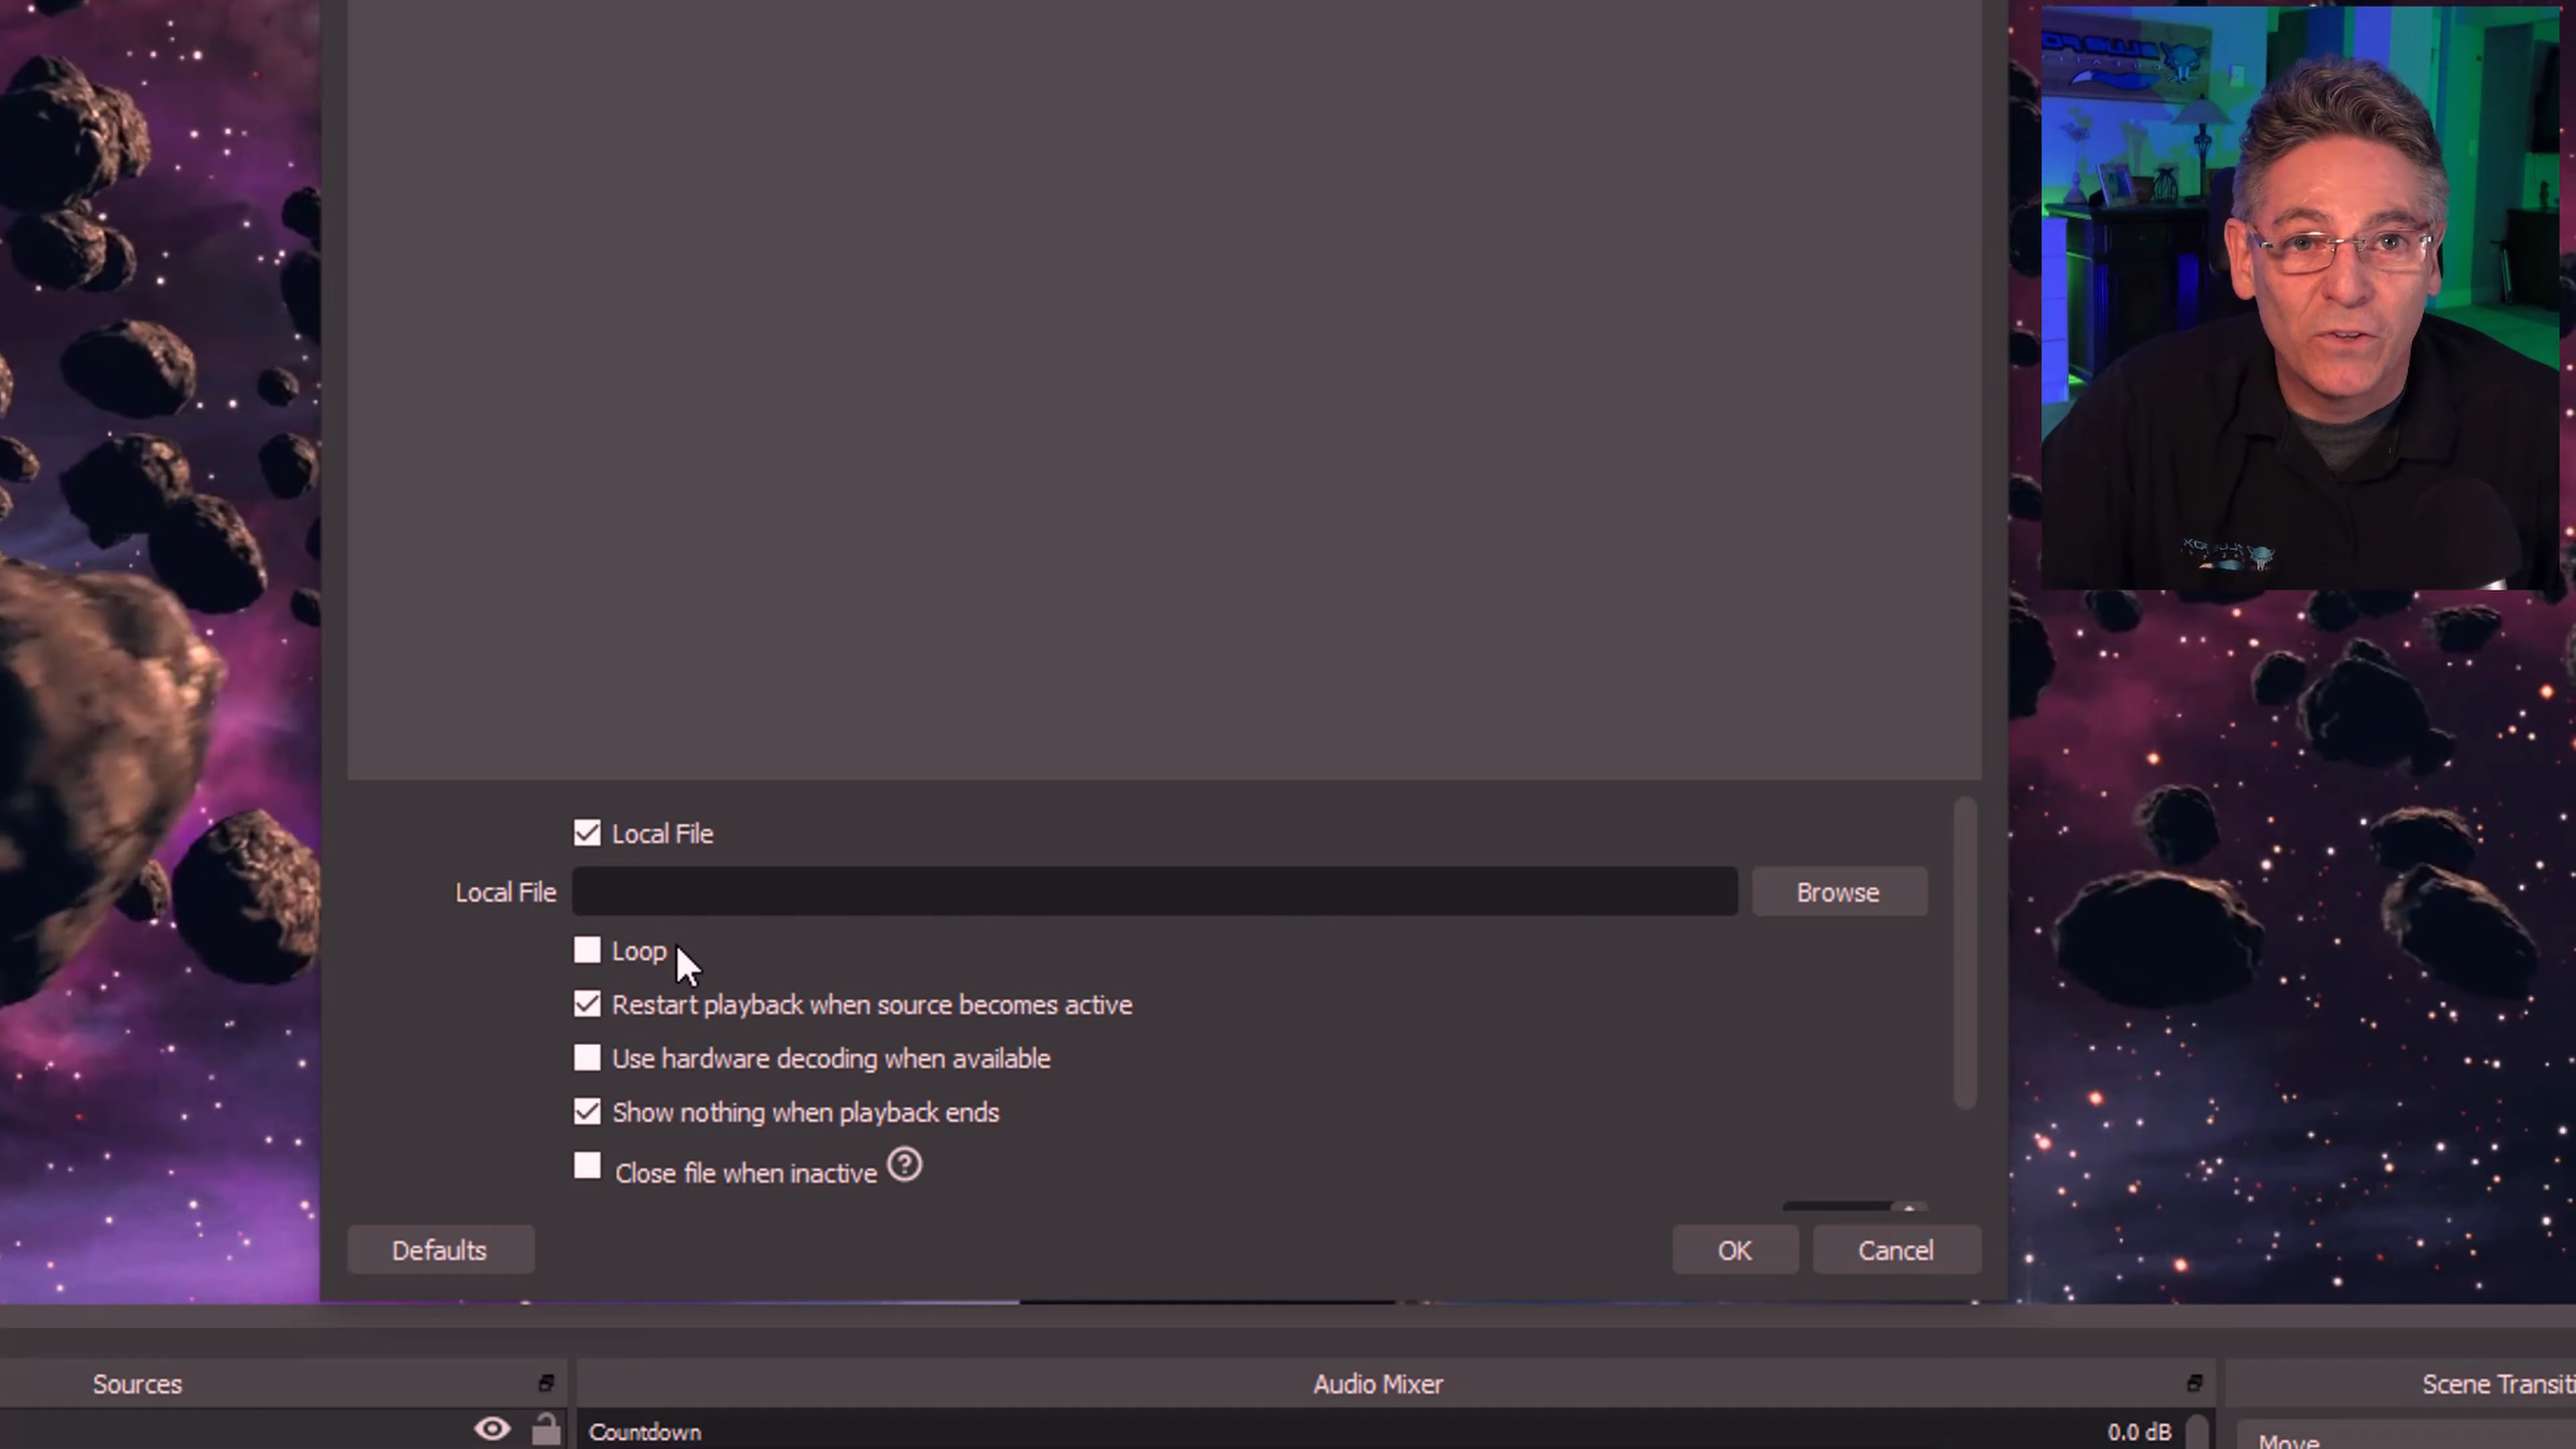 Local File
Local File
Browse
Loop
Restart playback when source becomes active
Use hardware decoding when available
Show nothing when playback ends
Close file when inactive ?
Defaults
OK
Cancel
Sources
Audio Mixer
Scene Transiti
Countdown
0.0 dB
Move